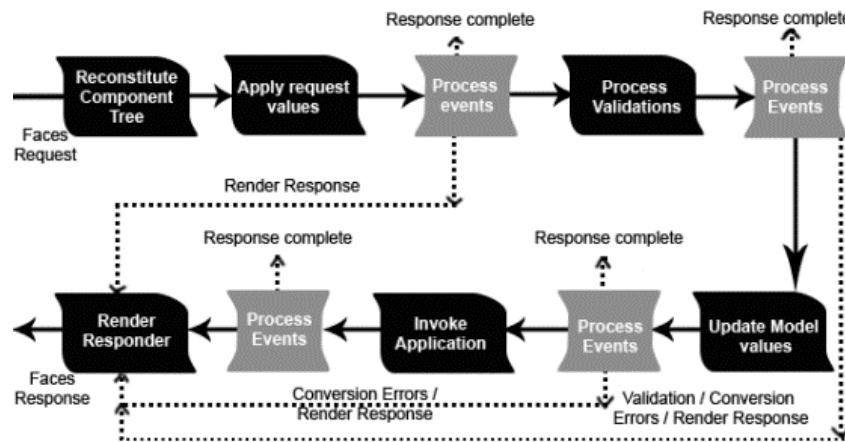 Response complete
Response complete
Reconstitute
Component
Tree
Apply request
values
Process
events
Process
Validations
Process
Events
Faces
Request
Render Response
Response complete
Response complete
Render
Responder
Process
Events
Invoke
Application
Process
Events
Update Model
values
Faces
Response
Conversion Errors /
Render Response
Validation / Conversion
Errors / Render Response